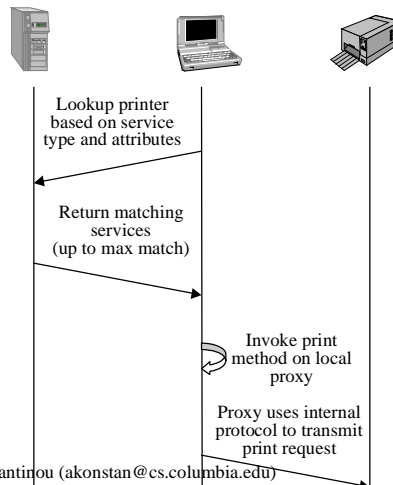 Lookup printer
based on service
type and attributes
Return matching
services
(up to max match)
Invoke print
method on local
proxy
Proxy uses internal
protocol to transmit
print request
antinou (akonstan@cs.columbia.edu)